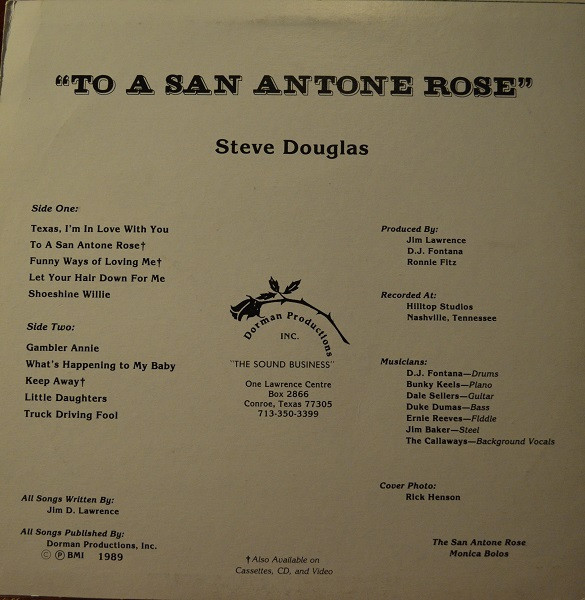 "TO A SAN ANTONE ROSE"
Steve Douglas
Side One:
Texas, I'm In Love With You
To A San Antone Rose†
Funny Ways of Loving Me†
Let Your Hair Down For Me
Shoeshine Willie
Side Two:
Gambler Annie
What's Happening to My Baby
Keep Away†
Little Daughters
Truck Driving Fool
All Songs Written By:
Jim D. Lawrence
All Songs Published By:
Dorman Productions, Inc.
© ℗ BMI 1989
Dorman Productions
INC.
"THE SOUND BUSINESS"
One Lawrence Centre
Box 2866
Conroe, Texas 77305
713-350-3399
† Also Available on
Cassettes, CD, and Video
Produced By:
Jim Lawrence
D.J. Fontana
Ronnie Fitz
Recorded At:
Hilltop Studios
Nashville, Tennessee
Musicians:
D.J. Fontana—Drums
Bunky Keels—Piano
Dale Sellers—Guitar
Duke Dumas—Bass
Ernie Reeves—Fiddle
Jim Baker—Steel
The Callaways—Background Vocals
Cover Photo:
Rick Henson
The San Antone Rose
Monica Bolos